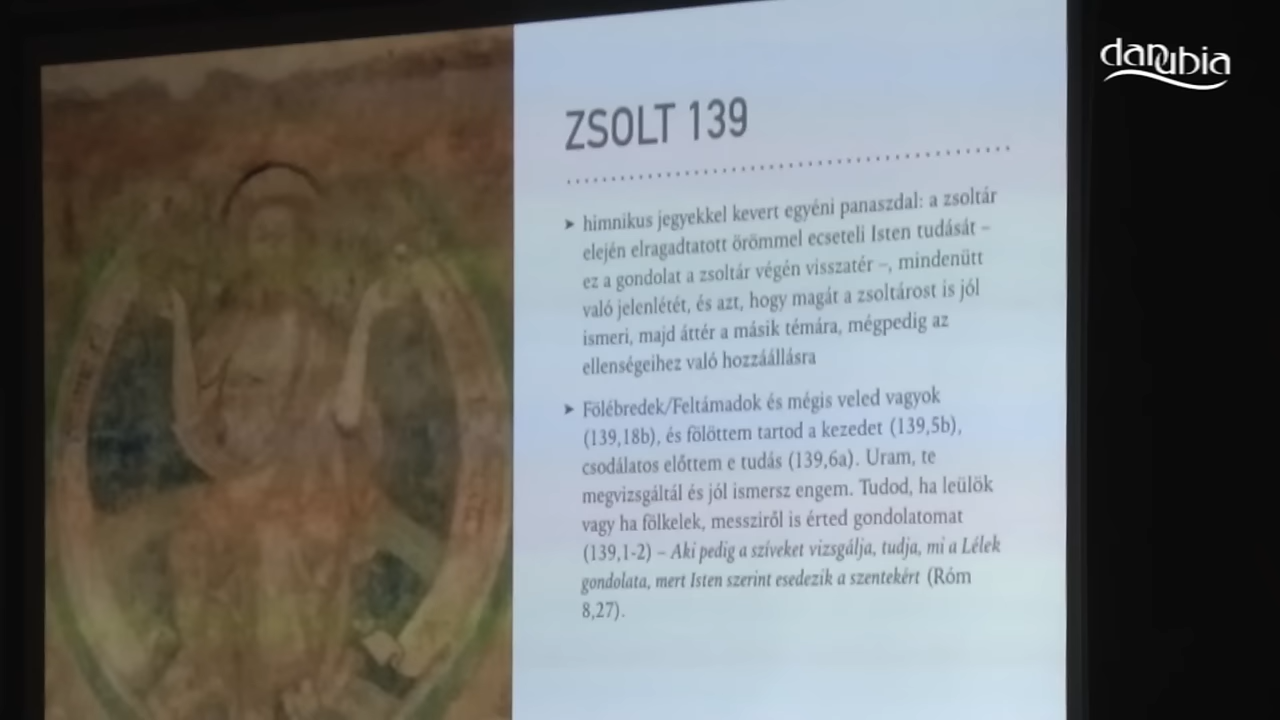 danubia
ZSOLT 139
➤ himnikus jegyekkel kevert egyéni panaszdal: a zsoltár
elején elragadtatott örömmel ecseteli Isten tudását –
ez a gondolat a zsoltár végén visszatér –, mindenütt
való jelenlétét, és azt, hogy magát a zsoltárost is jól
ismeri, majd áttér a másik témára, mégpedig az
ellenségeihez való hozzáállásra
➤ Fölébredek/Feltámadok és mégis veled vagyok
(139,18b), és fölöttem tartod a kezedet (139,5b),
csodálatos előttem e tudás (139,6a). Uram, te
megvizsgáltál és jól ismersz engem. Tudod, ha leülök
vagy ha fölkelek, messziről is érted gondolatomat
(139,1-2) – Aki pedig a szíveket vizsgálja, tudja, mi a Lélek
gondolata, mert Isten szerint esedezik a szentekért (Róm
8,27).